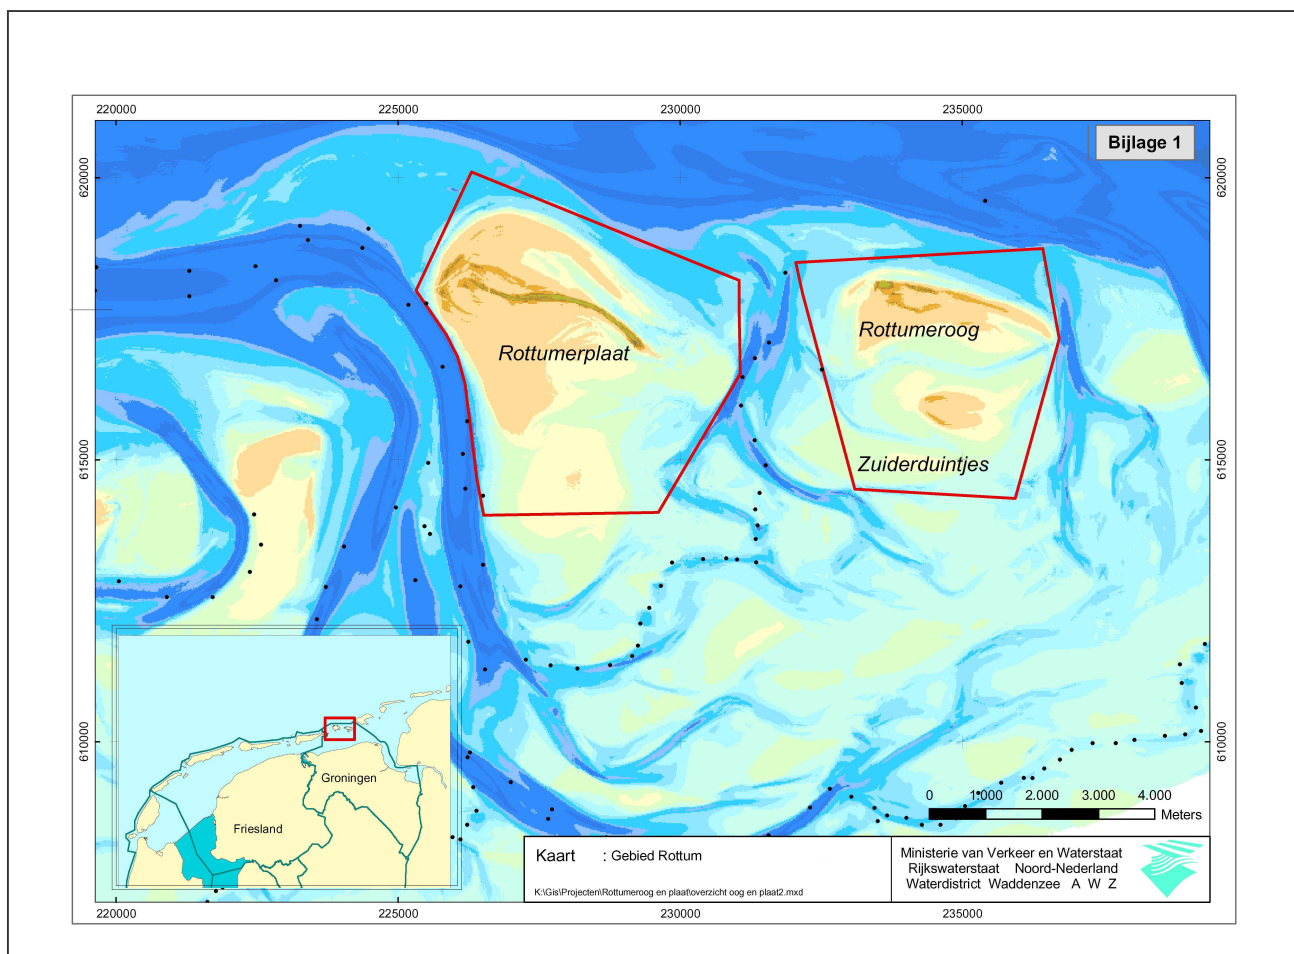 220000 225000 230000 235000
Bijlage 1
620000 620000
Rottumeroog
Rottumerplaat
615000 Zuiderduintjes 615000
610000 610000
Groningen
Friesland
0 1.000 2.000 3.000 4.000
Meters
Kaart : Gebied Rottum
K:\Gis\Projecten\Rottumeroog en plaat\overzicht oog en plaat2.mxd
Ministerie van Verkeer en Waterstaat
Rijkswaterstaat Noord-Nederland
Waterdistrict Waddenzee A W Z
220000 225000 230000 235000